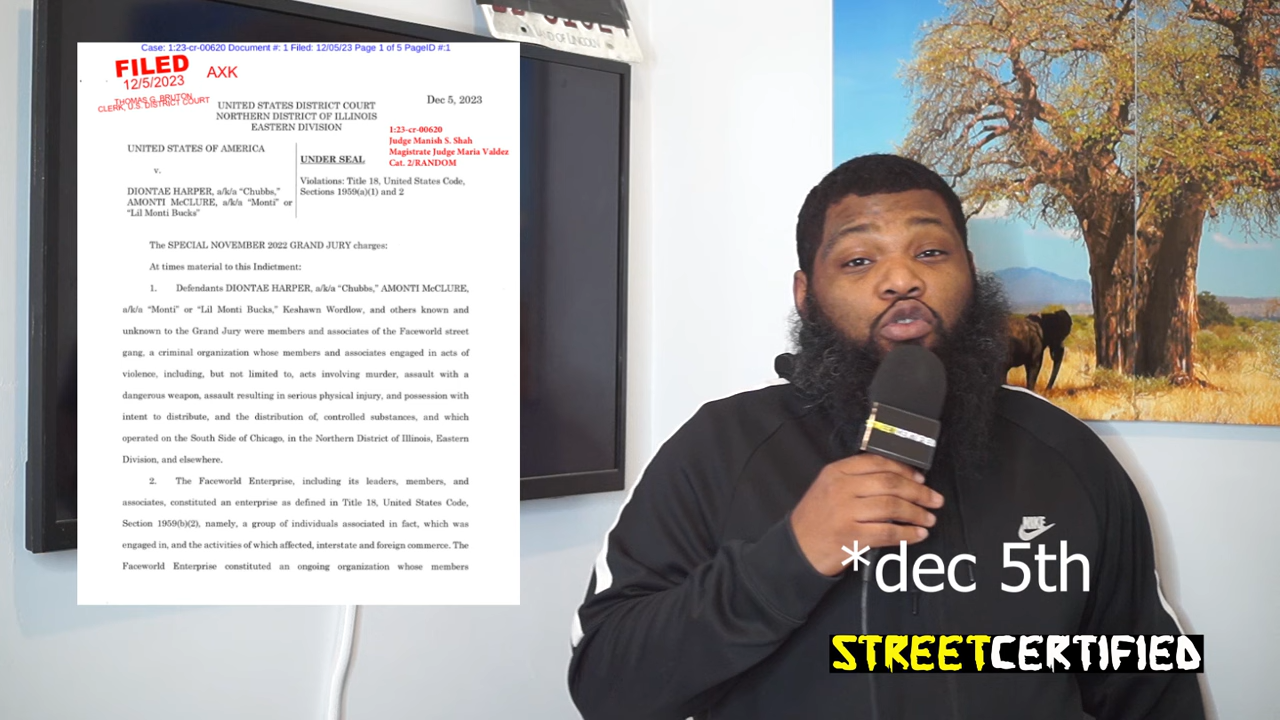 LAND OF LINCOLN
Case: 1:23-cr-00620 Document #: 1 Filed: 12/05/23 Page 1 of 5 PageID #:1
FILED
12/5/2023
AXK
THOMAS G. BRUTON
CLERK, U.S. DISTRICT COURT
Dec 5, 2023
UNITED STATES DISTRICT COURT
NORTHERN DISTRICT OF ILLINOIS
EASTERN DIVISION
1:23-cr-00620
Judge Manish S. Shah
Magistrate Judge Maria Valdez
Cat. 2/RANDOM
UNITED STATES OF AMERICA
v.
DIONTAE HARPER, a/k/a “Chubbs,”
AMONTI McCLURE, a/k/a “Monti” or
“Lil Monti Bucks”
UNDER SEAL
Violations: Title 18, United States Code,
Sections 1959(a)(1) and 2
The SPECIAL NOVEMBER 2022 GRAND JURY charges:
At times material to this Indictment:
1. Defendants DIONTAE HARPER, a/k/a “Chubbs,” AMONTI McCLURE,
a/k/a “Monti” or “Lil Monti Bucks,” Keshawn Wordlow, and others known and
unknown to the Grand Jury were members and associates of the Faceworld street
gang, a criminal organization whose members and associates engaged in acts of
violence, including, but not limited to, acts involving murder, assault with a
dangerous weapon, assault resulting in serious physical injury, and possession with
intent to distribute, and the distribution of, controlled substances, and which
operated on the South Side of Chicago, in the Northern District of Illinois, Eastern
Division, and elsewhere.
2. The Faceworld Enterprise, including its leaders, members, and
associates, constituted an enterprise as defined in Title 18, United States Code,
Section 1959(b)(2), namely, a group of individuals associated in fact, which was
engaged in, and the activities of which affected, interstate and foreign commerce. The
Faceworld Enterprise constituted an ongoing organization whose members
NIKE
*dec 5th
STREETCERTIFIED